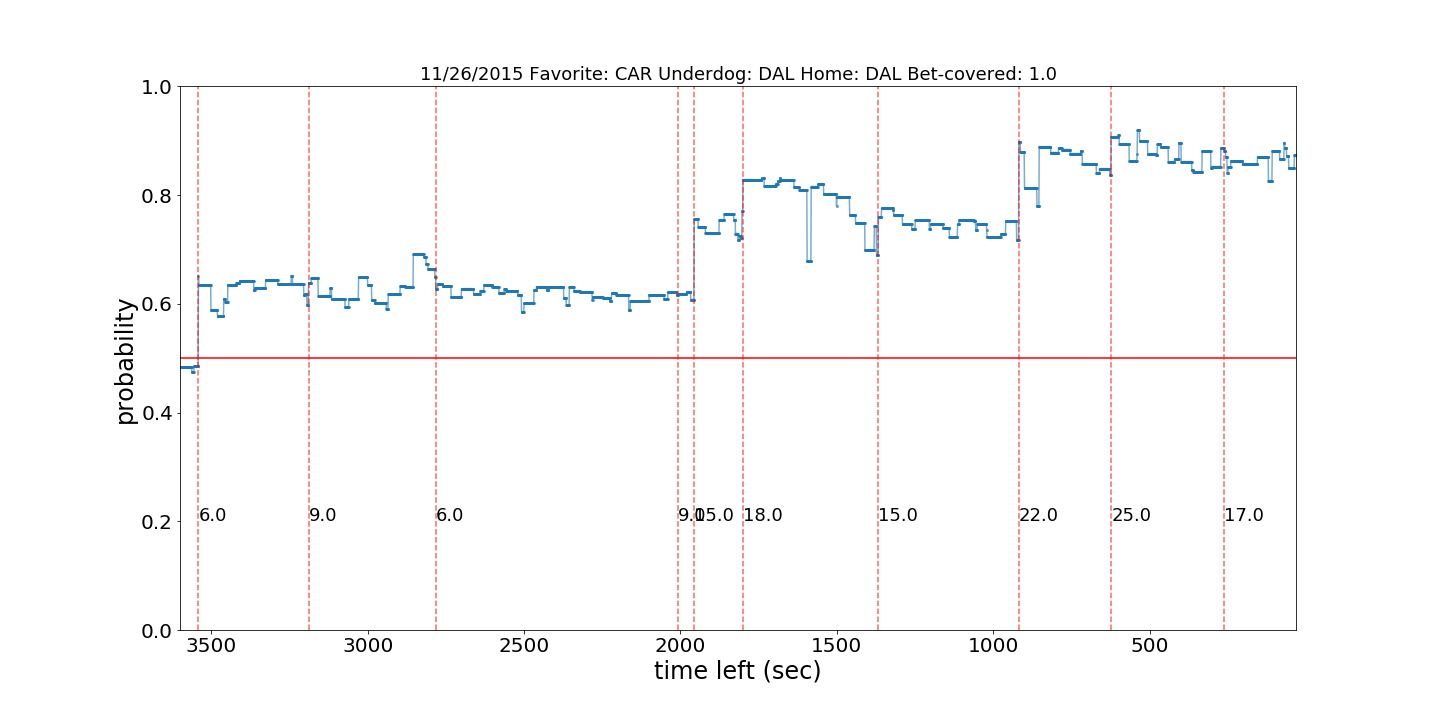 11/26/2015 Favorite: CAR Underdog: DAL Home: DAL Bet-covered: 1.0
probability
1.0
0.8
0.6
0.4
0.2
0.0
6.0 9.0 6.0 9.0 15.0 18.0 15.0 22.0 25.0 17.0
3500 3000 2500 2000 1500 1000 500
time left (sec)